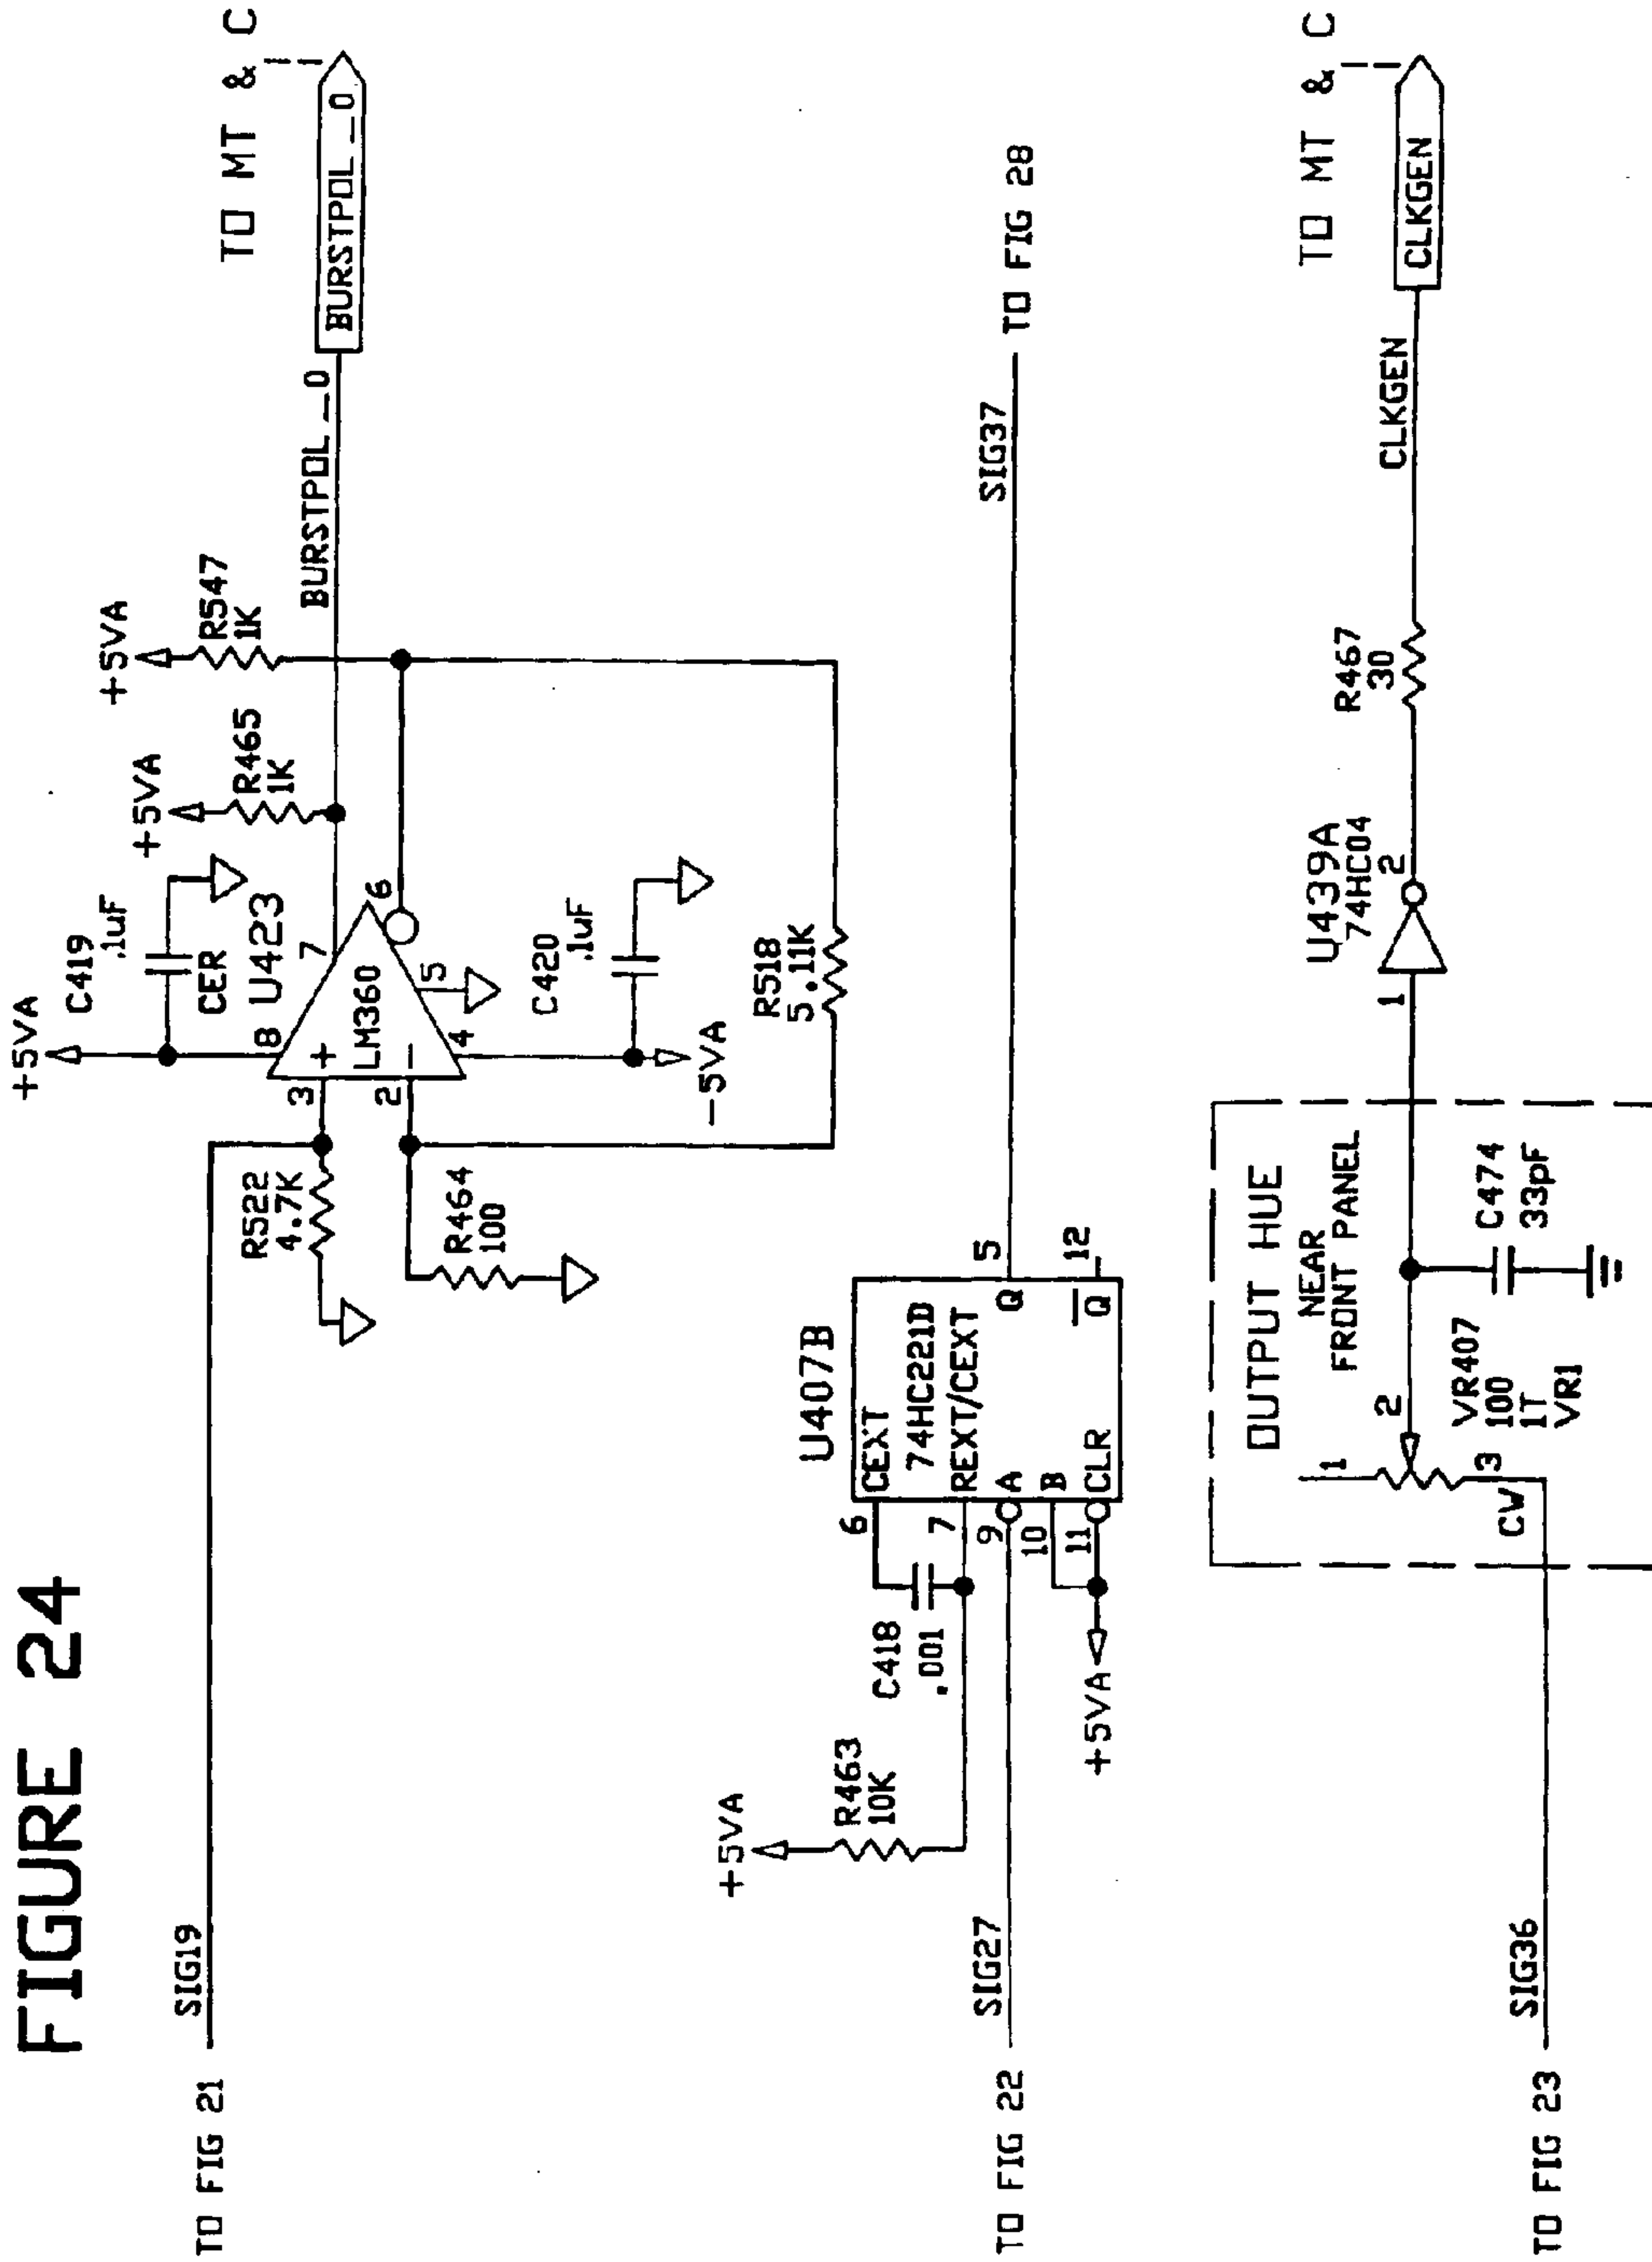 FIGURE 24
TO FIG 21
SIG19
R522
4.7K
R464
100
+5VA
C419
.1uF
CER
U423
8
3
+
2
-
LM360
7
6
5
4
-5VA
C420
.1uF
+5VA
R465
1K
+5VA
R547
1K
R518
5.11K
BURSTPOL_0
BURSTPOL_0
TO MT & C
TO FIG 22
SIG27
+5VA
R463
10K
C418
.001
+5VA
U407B
6
CEXT
74HC221D
7
REXT/CEXT
9
A
10
B
11
CLR
Q
5
Q
12
SIG37
TO FIG 28
TO FIG 23
SIG36
OUTPUT HUE
NEAR
FRONT PANEL
1
2
3
CW
VR407
100
1T
VR1
C474
33pF
1
U439A
74HC04
2
R467
30
CLKGEN
CLKGEN
TO MT & C